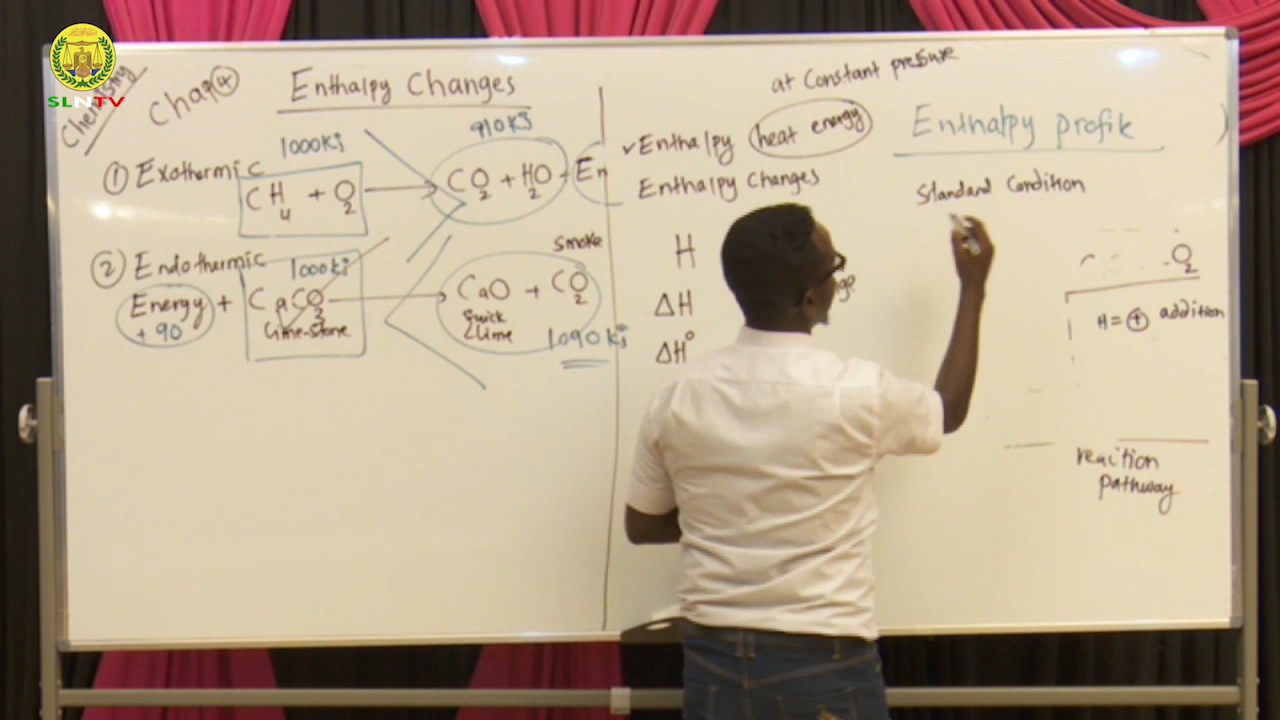 SLNTV
Chemistry
Chap 4
Enthalpy Changes
① Exothermic
1000kj
CH4 + O2
910kJ
CO2 + H2O + En
② Endothermic
Energy +
+ 90
1000kj
CaCO3
Lime-stone
Smoke
CaO + CO2
Quick
Lime
1090kj
at Constant pressure
✓Enthalpy heat energy
Enthalpy Changes
H
ΔH
ΔH°
Enthalpy profile
Standard Condition
O2
H = ⊕ addition
reaction
pathway